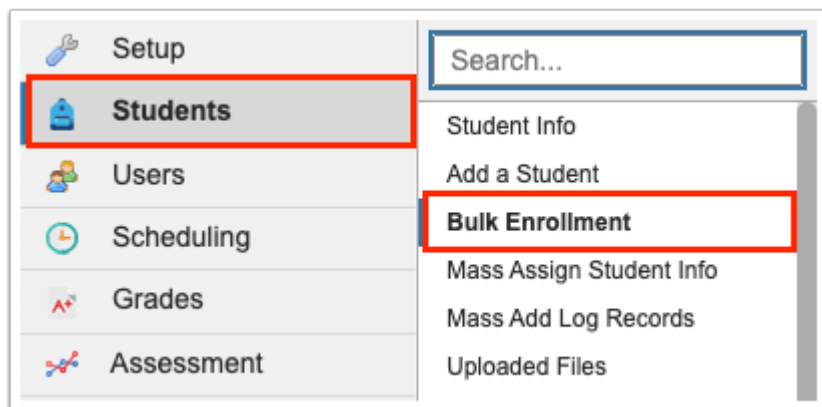 Setup
Students
Users
Scheduling
A+
Grades
Assessment
Search...
Student Info
Add a Student
Bulk Enrollment
Mass Assign Student Info
Mass Add Log Records
Uploaded Files